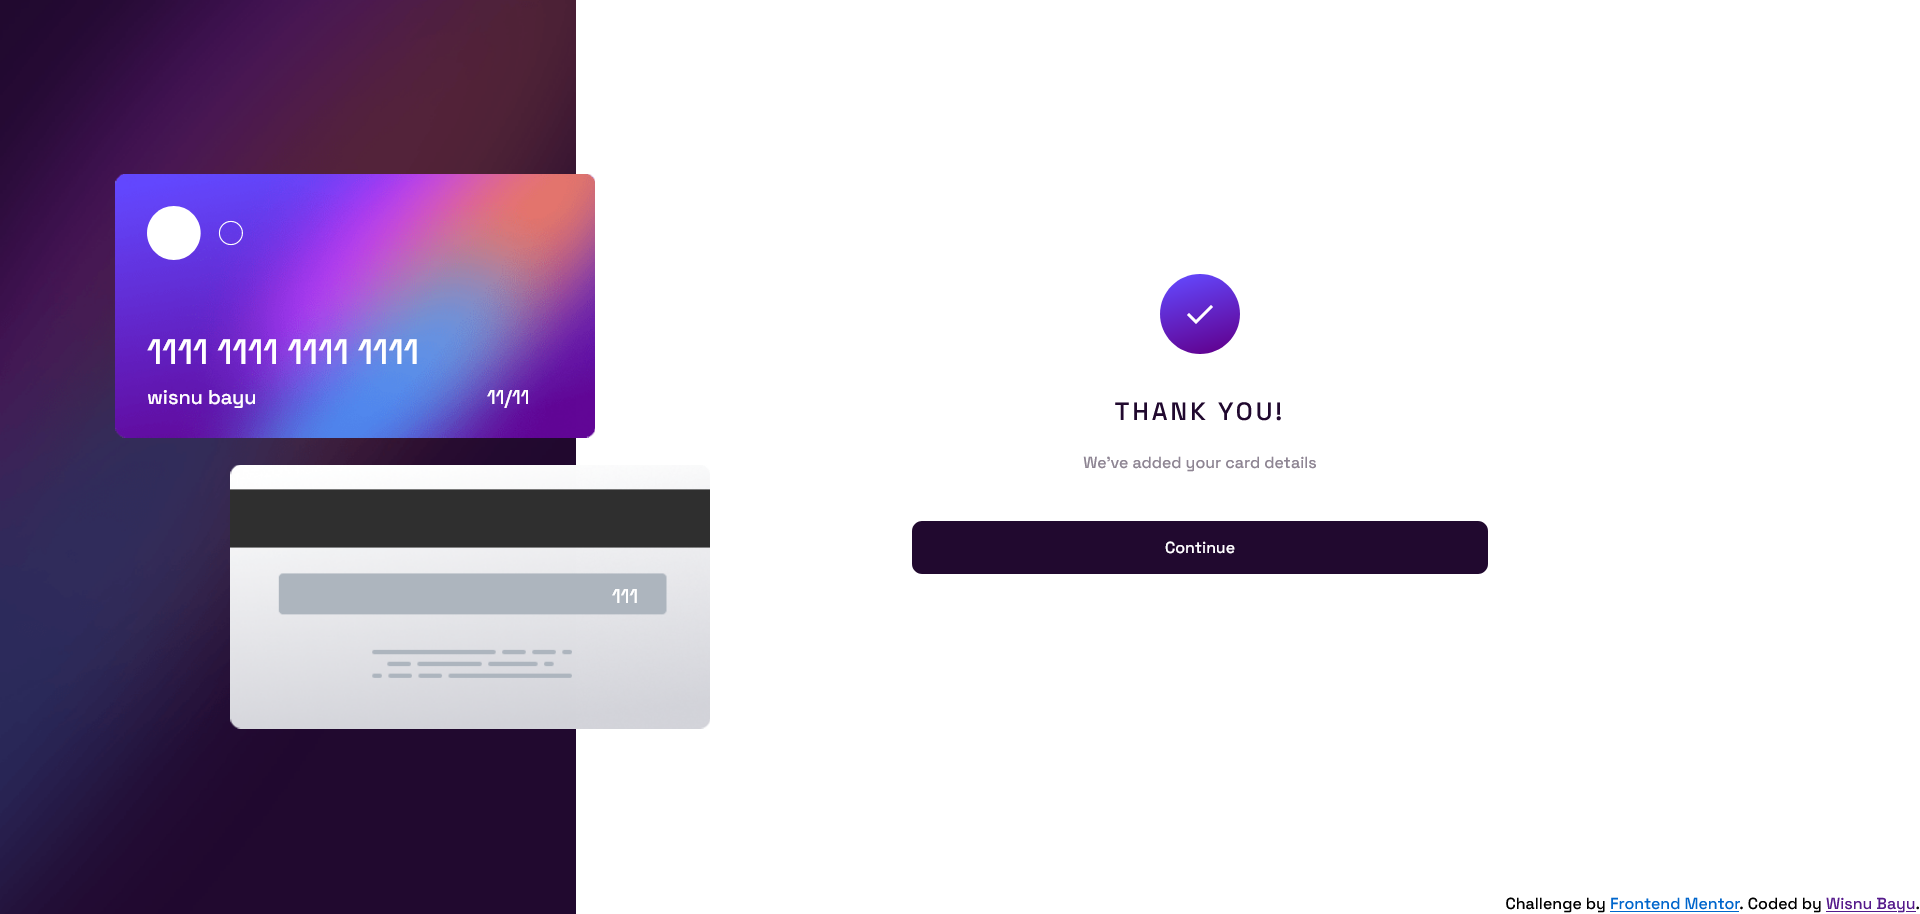 1111 1111 1111 1111
wisnu bayu 11/11
111
THANK YOU!
We've added your card details
Continue
Challenge by Frontend Mentor. Coded by Wisnu Bayu.